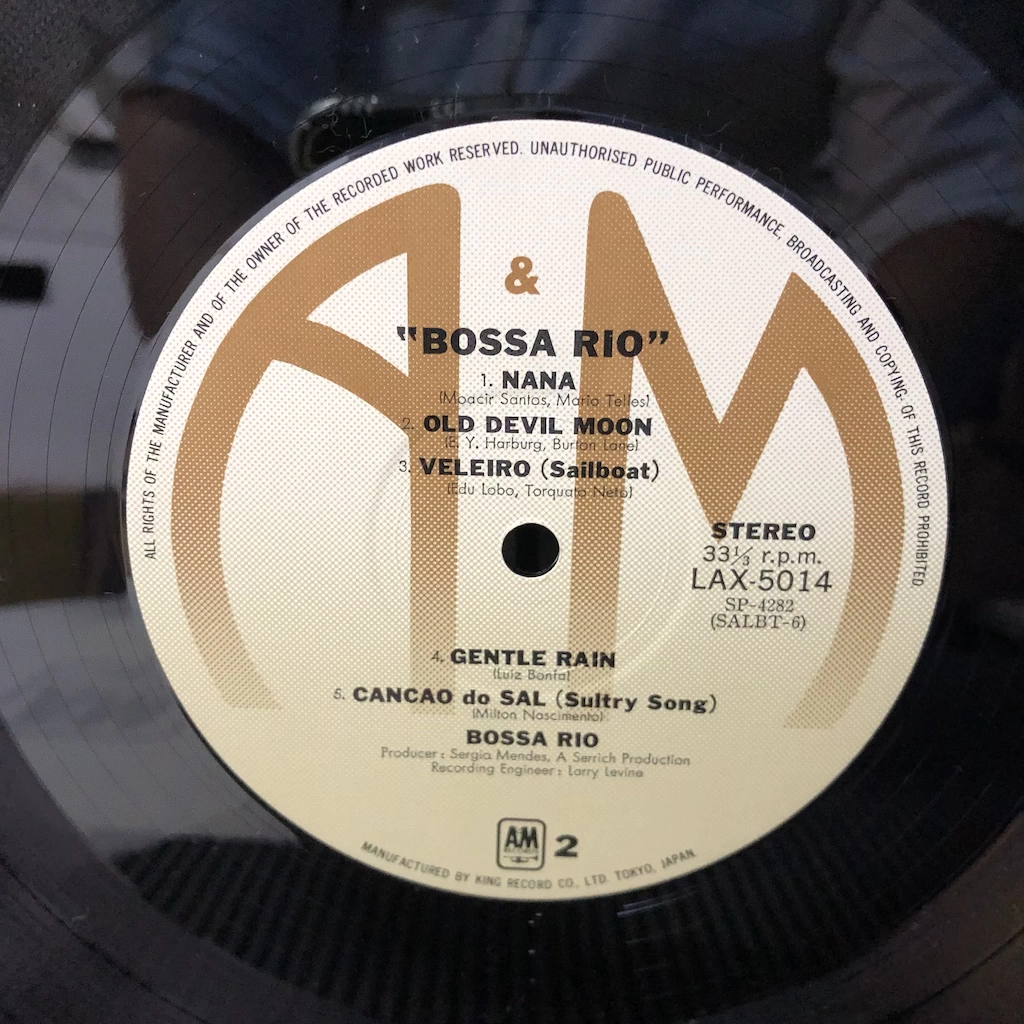 ALL RIGHTS OF THE MANUFACTURER AND OF THE OWNER OF THE RECORDED WORK RESERVED. UNAUTHORISED PUBLIC PERFORMANCE, BROADCASTING AND COPYING OF THIS RECORD PROHIBITED.
A & M
"BOSSA RIO"
1. NANA
(Moacir Santos, Mario Telles)
2. OLD DEVIL MOON
(E. Y. Harburg, Burton Lane)
3. VELEIRO (Sailboat)
(Edu Lobo, Torquato Neto)
STEREO
33⅓ r.p.m.
LAX-5014
SP-4282
(SALBT-6)
4. GENTLE RAIN
(Luiz Bonfa)
5. CANCAO do SAL (Sultry Song)
(Milton Nascimento)
BOSSA RIO
Producer: Sergio Mendes, A Serrich Production
Recording Engineer: Larry Levine
A&M
RECORDS
2
MANUFACTURED BY KING RECORD CO., LTD. TOKYO, JAPAN